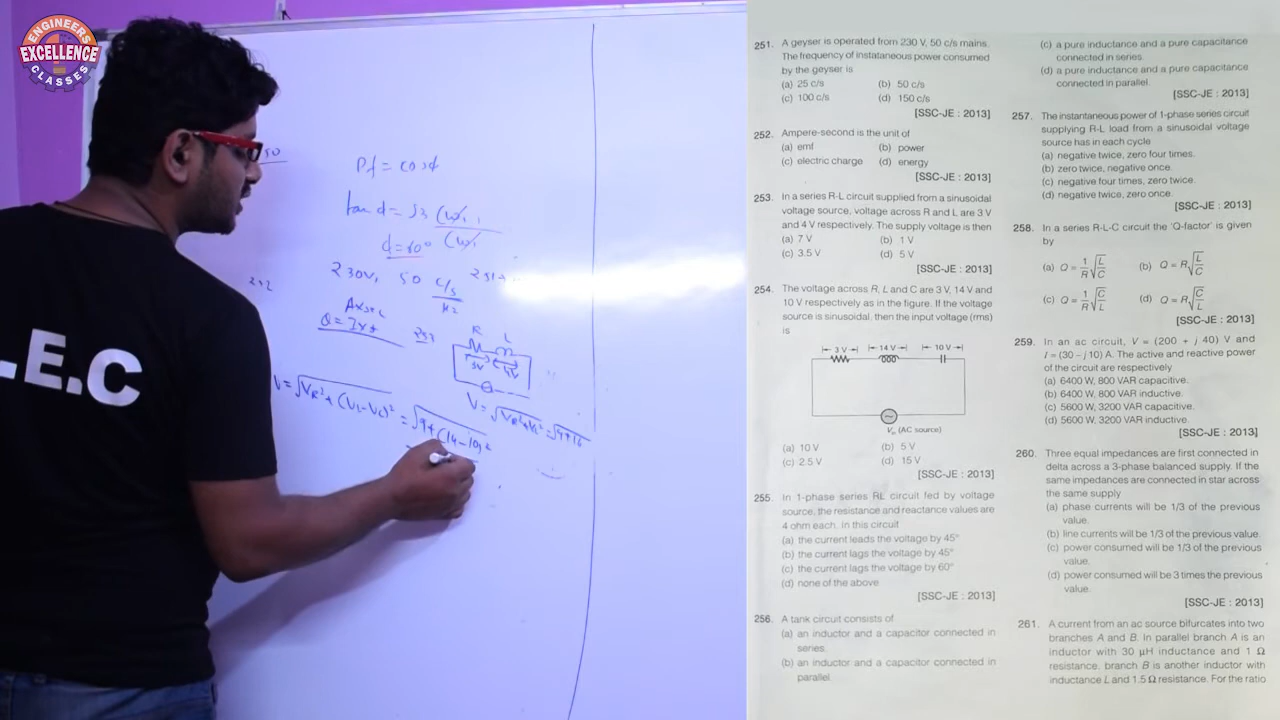 ENGINEERS
EXCELLENCE
CLASSES
.E.C
Pf = cosϕ
230V, 50 c/s
Hz
R L
3V 4V
V = √VR² + (VL-VC)² = √9+(14-10)²
251. A geyser is operated from 230 V, 50 c/s mains.
The frequency of instataneous power consumed
by the geyser is
(a) 25 c/s (b) 50 c/s
(c) 100 c/s (d) 150 c/s
[SSC-JE : 2013]
252. Ampere-second is the unit of
(a) emf (b) power
(c) electric charge (d) energy
[SSC-JE : 2013]
253. In a series R-L circuit supplied from a sinusoidal
voltage source, voltage across R and L are 3 V
and 4 V respectively. The supply voltage is then
(a) 7 V (b) 1 V
(c) 3.5 V (d) 5 V
[SSC-JE : 2013]
254. The voltage across R, L and C are 3 V, 14 V and
10 V respectively as in the figure. If the voltage
source is sinusoidal, then the input voltage (rms)
is
3 V 14 V 10 V
(AC source)
(a) 10 V (b) 5 V
(c) 2.5 V (d) 15 V
[SSC-JE : 2013]
255. In 1-phase series RL circuit fed by voltage
source, the resistance and reactance values are
4 ohm each. In this circuit
(a) the current leads the voltage by 45°
(b) the current lags the voltage by 45°
(c) the current lags the voltage by 60°
(d) none of the above
[SSC-JE : 2013]
256. A tank circuit consists of
(a) an inductor and a capacitor connected in
series.
(b) an inductor and a capacitor connected in
parallel.
(c) a pure inductance and a pure capacitance
connected in series.
(d) a pure inductance and a pure capacitance
connected in parallel.
[SSC-JE : 2013]
257. The instantaneous power of 1-phase series circuit
supplying R-L load from a sinusoidal voltage
source has in each cycle
(a) negative twice, zero four times.
(b) zero twice, negative once.
(c) negative four times, zero twice.
(d) negative twice, zero once.
[SSC-JE : 2013]
258. In a series R-L-C circuit the 'Q-factor' is given
by
(a) Q = 1/R √L/C (b) Q = R√L/C
(c) Q = 1/R √C/L (d) Q = R√C/L
[SSC-JE : 2013]
259. In an ac circuit, V = (200 + j 40) V and
I = (30 – j 10) A. The active and reactive power
of the circuit are respectively
(a) 6400 W, 800 VAR capacitive.
(b) 6400 W, 800 VAR inductive.
(c) 5600 W, 3200 VAR capacitive.
(d) 5600 W, 3200 VAR inductive.
[SSC-JE : 2013]
260. Three equal impedances are first connected in
delta across a 3-phase balanced supply. If the
same impedances are connected in star across
the same supply
(a) phase currents will be 1/3 of the previous
value.
(b) line currents will be 1/3 of the previous value.
(c) power consumed will be 1/3 of the previous
value.
(d) power consumed will be 3 times the previous
value.
[SSC-JE : 2013]
261. A current from an ac source bifurcates into two
branches A and B. In parallel branch A is an
inductor with 30 μH inductance and 1 Ω
resistance, branch B is another inductor with
inductance L and 1.5 Ω resistance. For the ratio